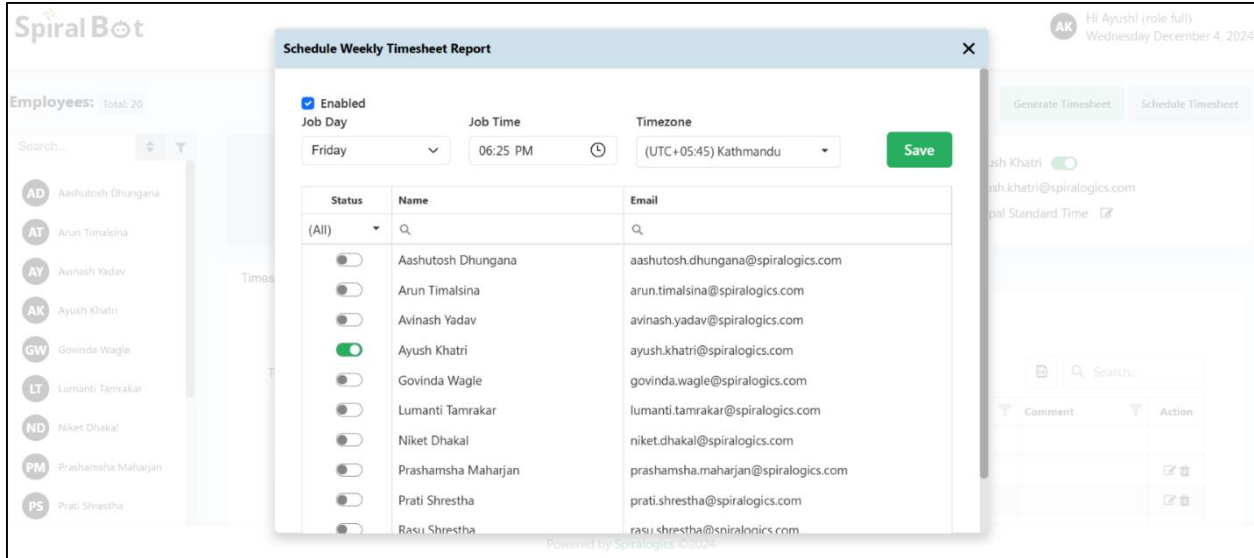 Spiral Bot
AK
Hi Ayush! (role full)
Wednesday December 4, 2024
Schedule Weekly Timesheet Report
Employees: Total: 20
Generate Timesheet
Schedule Timesheet
Enabled
Job Day
Job Time
Timezone
Friday
06:25 PM
(UTC+05:45) Kathmandu
Save
Search...
AD Aashutosh Dhungana
AT Arun Timalsina
AY Avinash Yadav
AK Ayush Khatri
GW Govinda Wagle
LT Lumanti Tamrakar
ND Niket Dhakal
PM Prashamsha Maharjan
PS Prati Shrestha
Status Name Email
(All)
Aashutosh Dhungana aashutosh.dhungana@spiralogics.com
Arun Timalsina arun.timalsina@spiralogics.com
Avinash Yadav avinash.yadav@spiralogics.com
Ayush Khatri ayush.khatri@spiralogics.com
Govinda Wagle govinda.wagle@spiralogics.com
Lumanti Tamrakar lumanti.tamrakar@spiralogics.com
Niket Dhakal niket.dhakal@spiralogics.com
Prashamsha Maharjan prashamsha.maharjan@spiralogics.com
Prati Shrestha prati.shrestha@spiralogics.com
Rasu Shrestha rasu.shrestha@spiralogics.com
Khatri
khatri@spiralogics.com
Standard Time
Search...
Comment
Action
Powered by Spiralogics ©2024